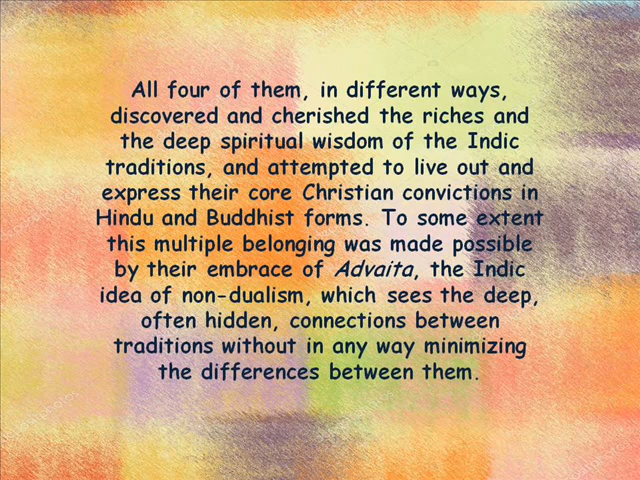 All four of them, in different ways,
discovered and cherished the riches and
the deep spiritual wisdom of the Indic
traditions, and attempted to live out and
express their core Christian convictions in
Hindu and Buddhist forms. To some extent
this multiple belonging was made possible
by their embrace of Advaita, the Indic
idea of non-dualism, which sees the deep,
often hidden, connections between
traditions without in any way minimizing
the differences between them.